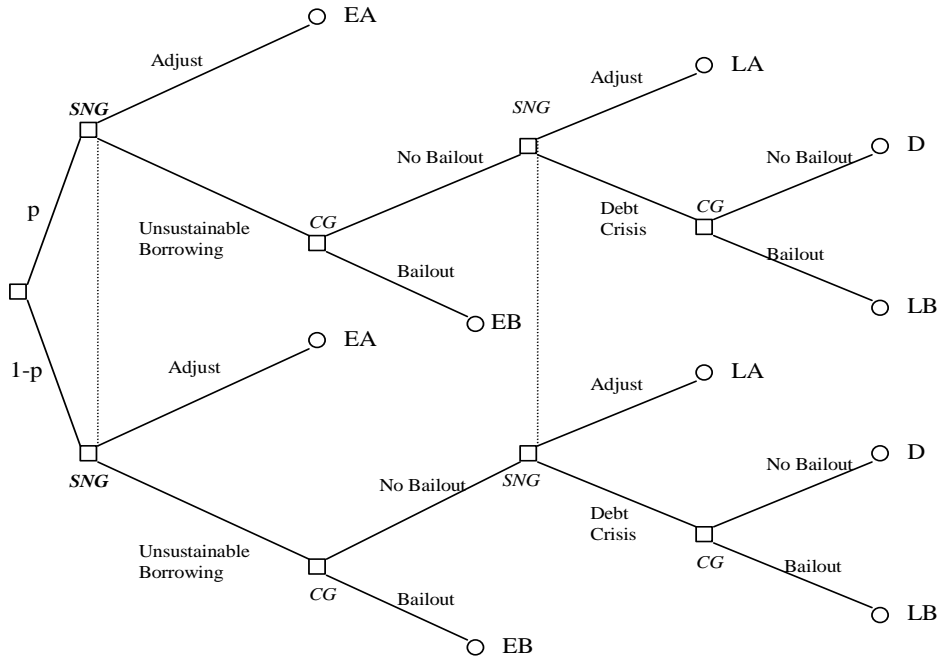 EA
Adjust
LA
Adjust
SNG
SNG
D
No Bailout
No Bailout
p
CG
Debt
Crisis
CG
Unsustainable
Borrowing
Bailout
Bailout
LB
EB
EA
1-p
Adjust
LA
Adjust
D
No Bailout
SNG
No Bailout
SNG
Debt
Crisis
Unsustainable
Borrowing
CG
Bailout
CG
Bailout
LB
EB